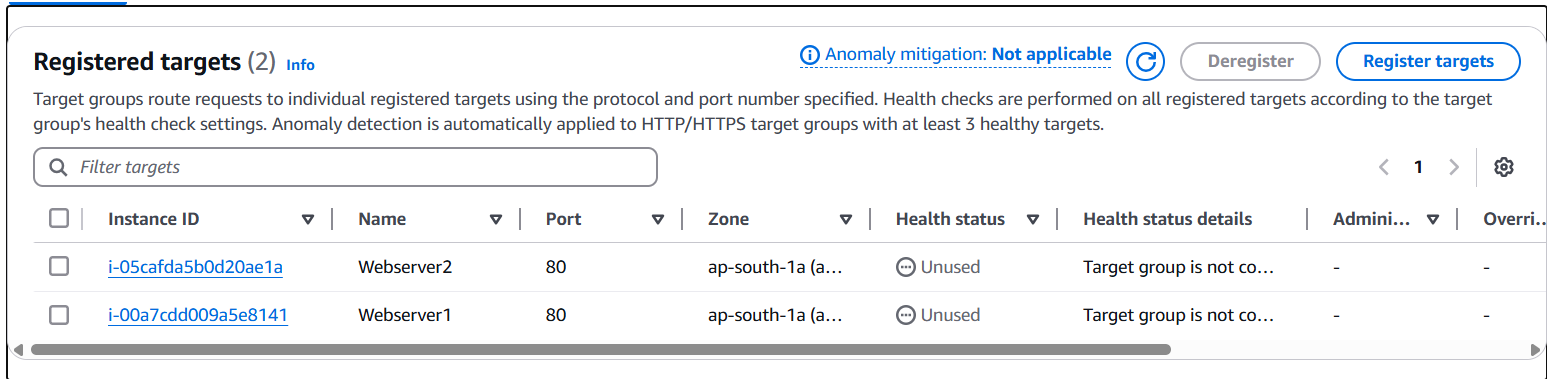 Registered targets (2) Info
Anomaly mitigation: Not applicable
Deregister
Register targets
Target groups route requests to individual registered targets using the protocol and port number specified. Health checks are performed on all registered targets according to the target
group's health check settings. Anomaly detection is automatically applied to HTTP/HTTPS target groups with at least 3 healthy targets.
Filter targets
1
Instance ID Name Port Zone Health status Health status details Admini... Overri...
i-05cafda5b0d20ae1a Webserver2 80 ap-south-1a (a... Unused Target group is not co... - -
i-00a7cdd009a5e8141 Webserver1 80 ap-south-1a (a... Unused Target group is not co... - -